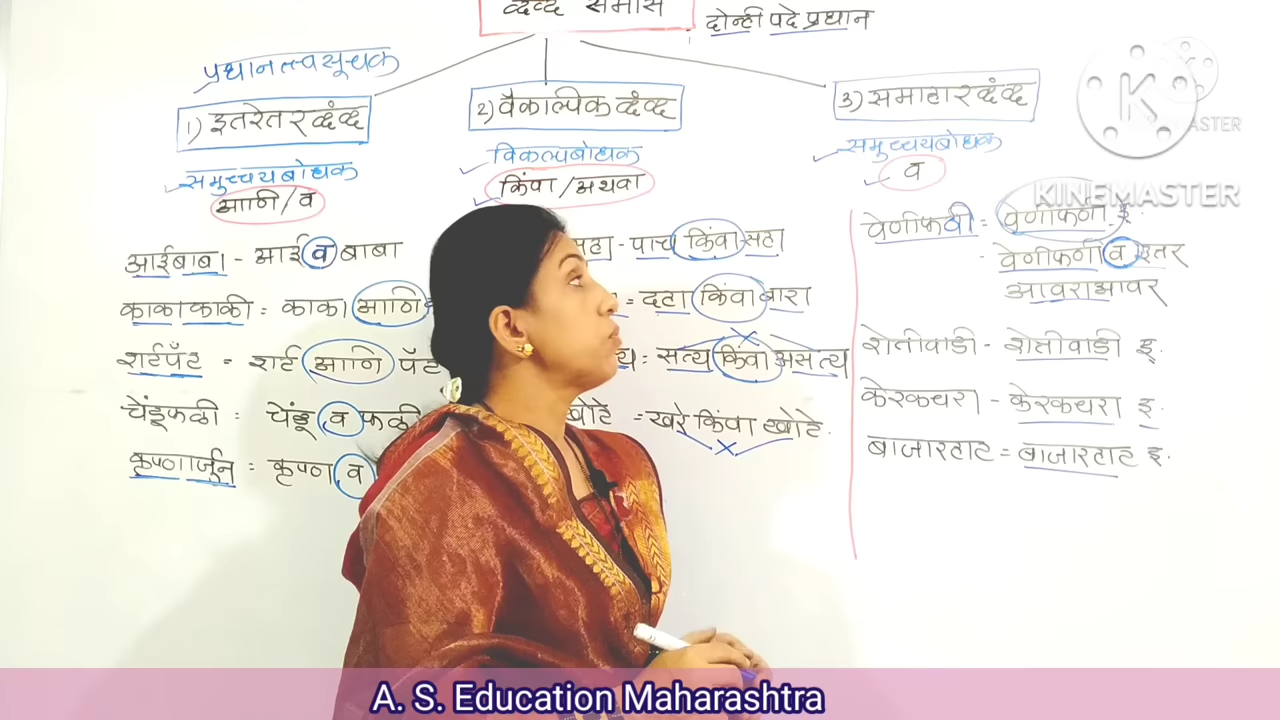 द्वंद्व समास
दोन्ही पदे प्रधान
प्रधानत्वसूचक
1) इतरेतर द्वंद्व
2) वैकल्पिक द्वंद्व
3) समाहार द्वंद्व
समुच्चयबोधक
आणि/व
विकल्पबोधक
किंवा/अथवा
समुच्चयबोधक
व
आईबाबा - आई व बाबा
काकाकाकी : काका आणि
शर्टपँट = शर्ट आणि पँट
चेंडूफळी : चेंडू व फळी
कृष्णार्जून = कृष्ण व
सहा - पाच किंवा सहा
= दहा किंवा बारा
: सत्य किंवा असत्य
खोटे = खरे किंवा खोटे.
वेणीफणी = वेणीफणी इ.
- वेणीफणी व इतर
आवराआवर
शेतीवाडी - शेतीवाडी इ.
केरकचरा - केरकचरा इ.
बाजारहाट = बाजारहाट इ.
K
KINEMASTER
A. S. Education Maharashtra